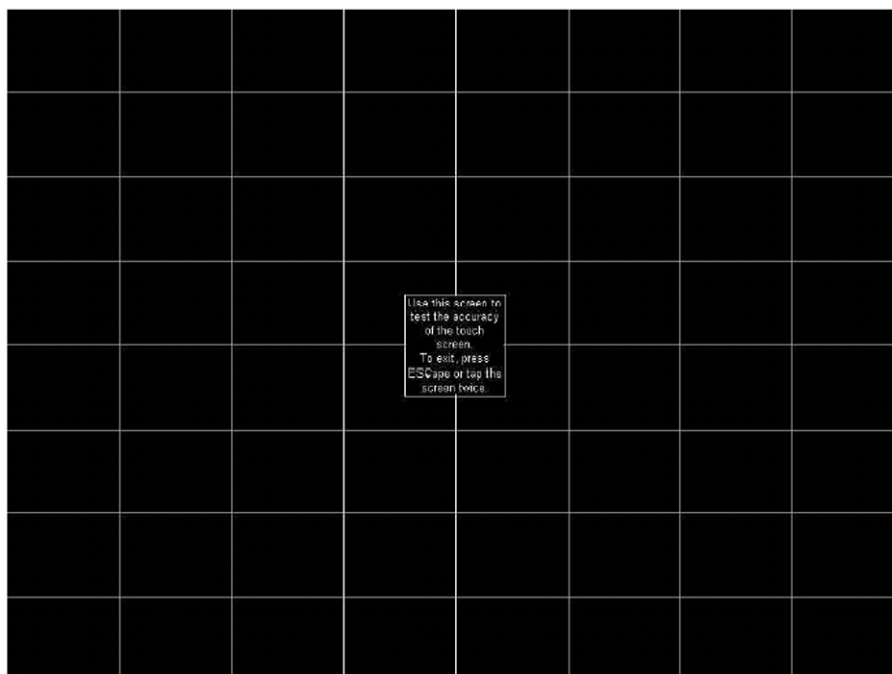 Use this screen to
test the accuracy
of the touch
screen.
To exit, press
ESCape or tap the
screen twice.